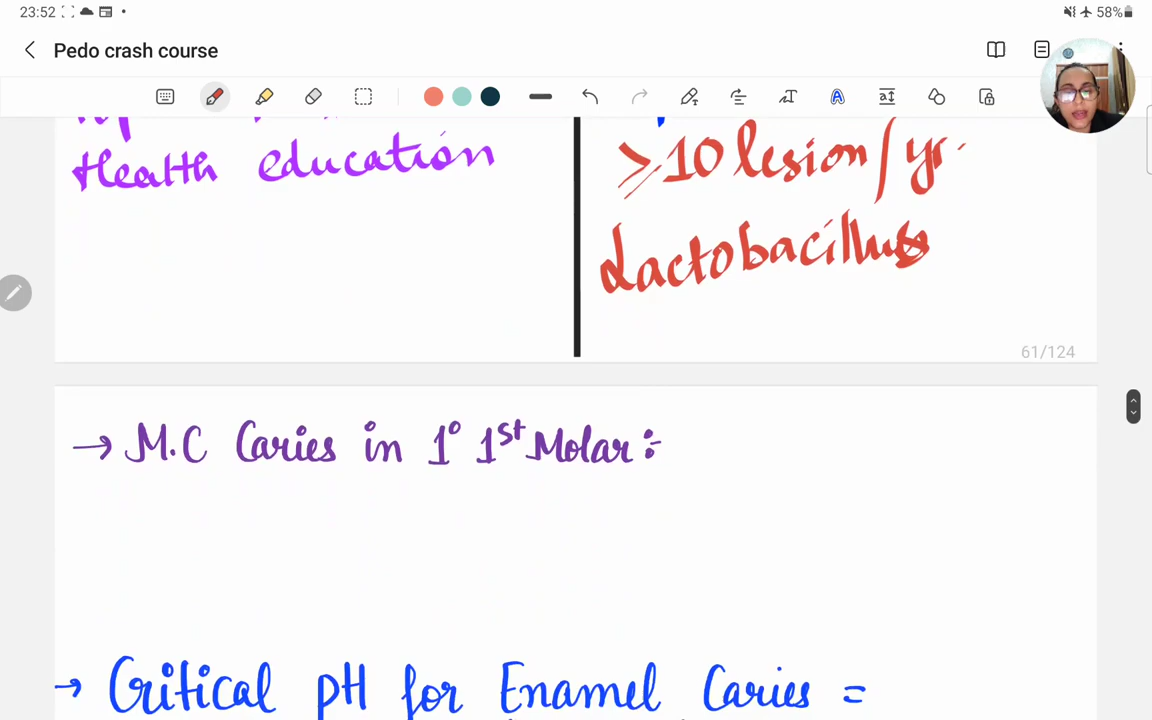 23:52
58%
Pedo crash course
Health education
≥10 lesion/yr.
Lactobacillus
61/124
→ M.C Caries in 1° 1st Molar :-
→ Critical pH for Enamel Caries =